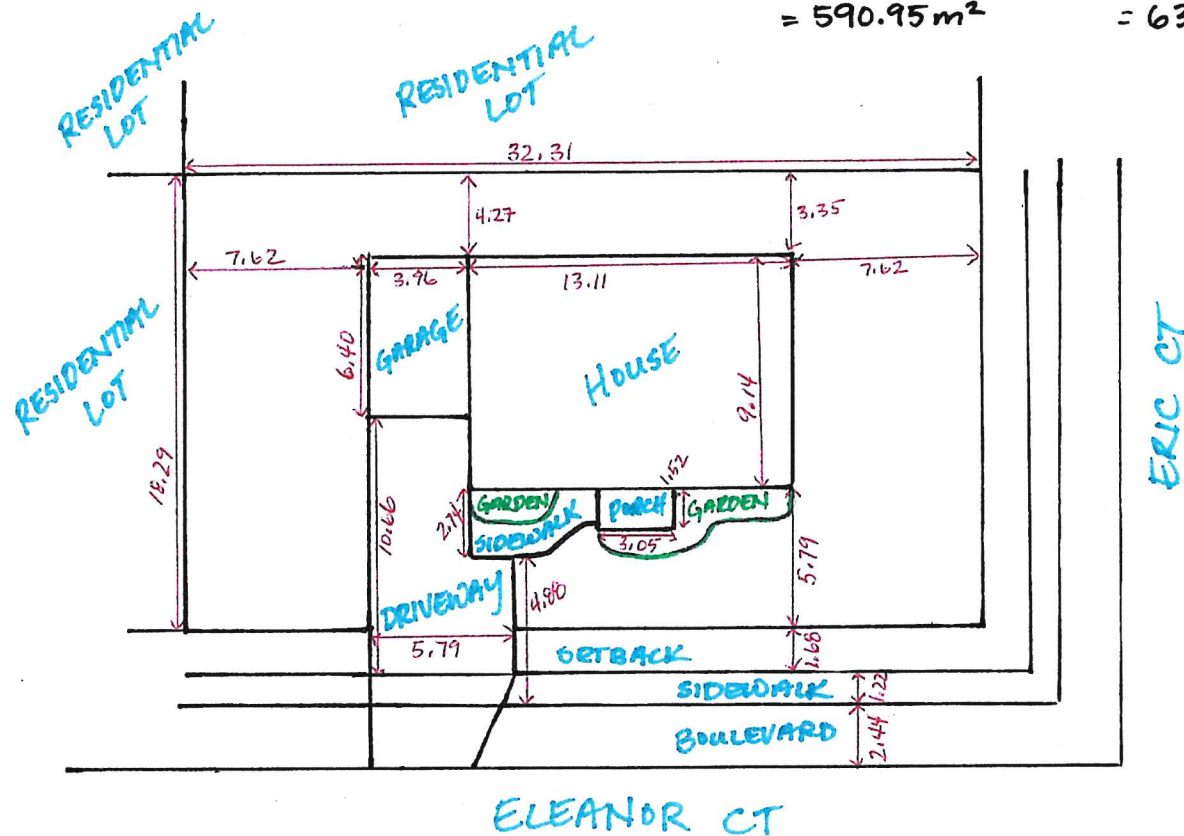 = 590.95 m² = 63
RESIDENTIAL
LOT
RESIDENTIAL
LOT
32.31
4.27
3.35
7.62
3.96
13.11
7.62
6.40
GARAGE
HOUSE
9.14
RESIDENTIAL
LOT
ERIC CT
18.29
10.66
2.74
GARDEN
SIDEWALK
PORCH
1.52
GARDEN
3.05
5.79
DRIVEWAY
4.80
5.79
SETBACK
1.68
SIDEWALK
1.22
BOULEVARD
2.44
ELEANOR CT